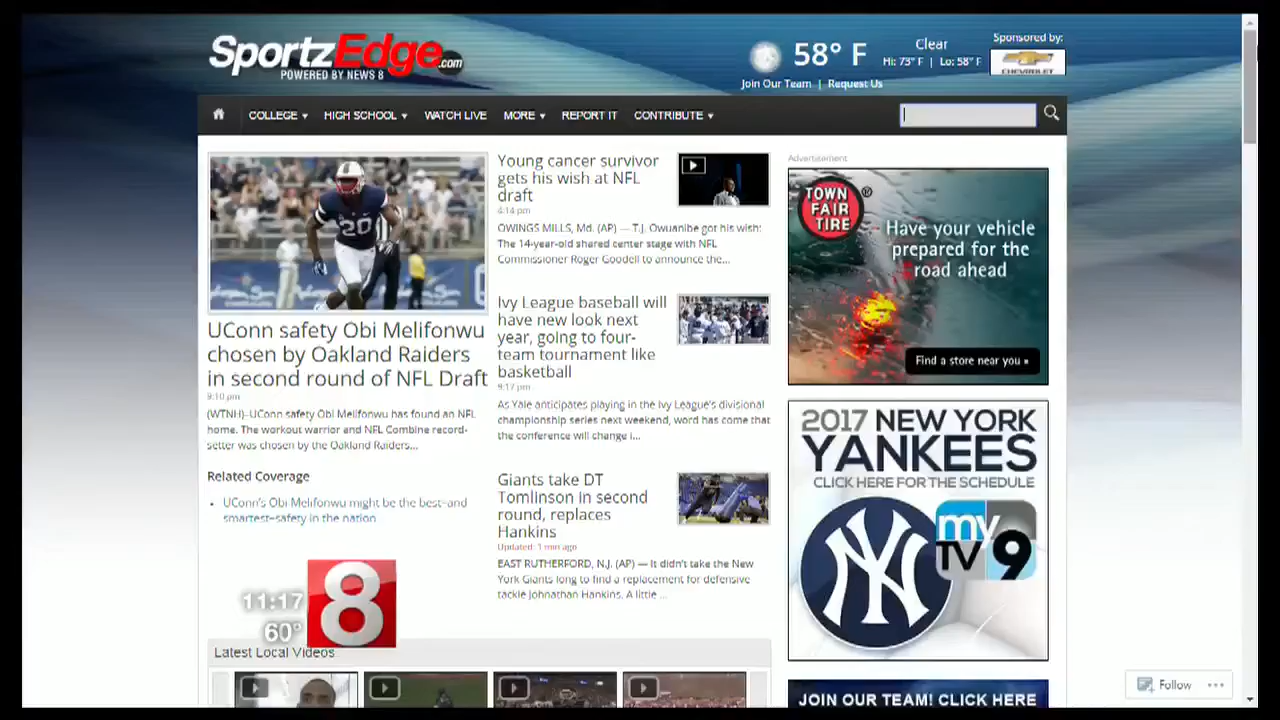 SportzEdge.com
POWERED BY NEWS 8
58° F
Clear
Hi: 73° F | Lo: 58° F
Sponsored by:
CHEVROLET
Join Our Team | Request Us
COLLEGE
HIGH SCHOOL
WATCH LIVE
MORE
REPORT IT
CONTRIBUTE
20
UConn safety Obi Melifonwu
chosen by Oakland Raiders
in second round of NFL Draft
9:10 pm
(WTNH)–UConn safety Obi Melifonwu has found an NFL
home. The workout warrior and NFL Combine record-
setter was chosen by the Oakland Raiders...
Related Coverage
UConn's Obi Melifonwu might be the best–and
smartest–safety in the nation
Young cancer survivor
gets his wish at NFL
draft
4:14 pm
OWINGS MILLS, Md. (AP) — T.J. Owuanibe got his wish:
The 14-year-old shared center stage with NFL
Commissioner Roger Goodell to announce the...
Ivy League baseball will
have new look next
year, going to four-
team tournament like
basketball
9:17 pm
As Yale anticipates playing in the Ivy League's divisional
championship series next weekend, word has come that
the conference will change i...
Giants take DT
Tomlinson in second
round, replaces
Hankins
Updated: 1 min ago
EAST RUTHERFORD, N.J. (AP) — It didn't take the New
York Giants long to find a replacement for defensive
tackle Johnathan Hankins. A little ...
Advertisement
TOWN
FAIR
TIRE
®
Have your vehicle
prepared for the
road ahead
Find a store near you »
2017 NEW YORK
YANKEES
CLICK HERE FOR THE SCHEDULE
NY
my
TV 9
11:17
60°
8
Latest Local Videos
JOIN OUR TEAM! CLICK HERE
Follow